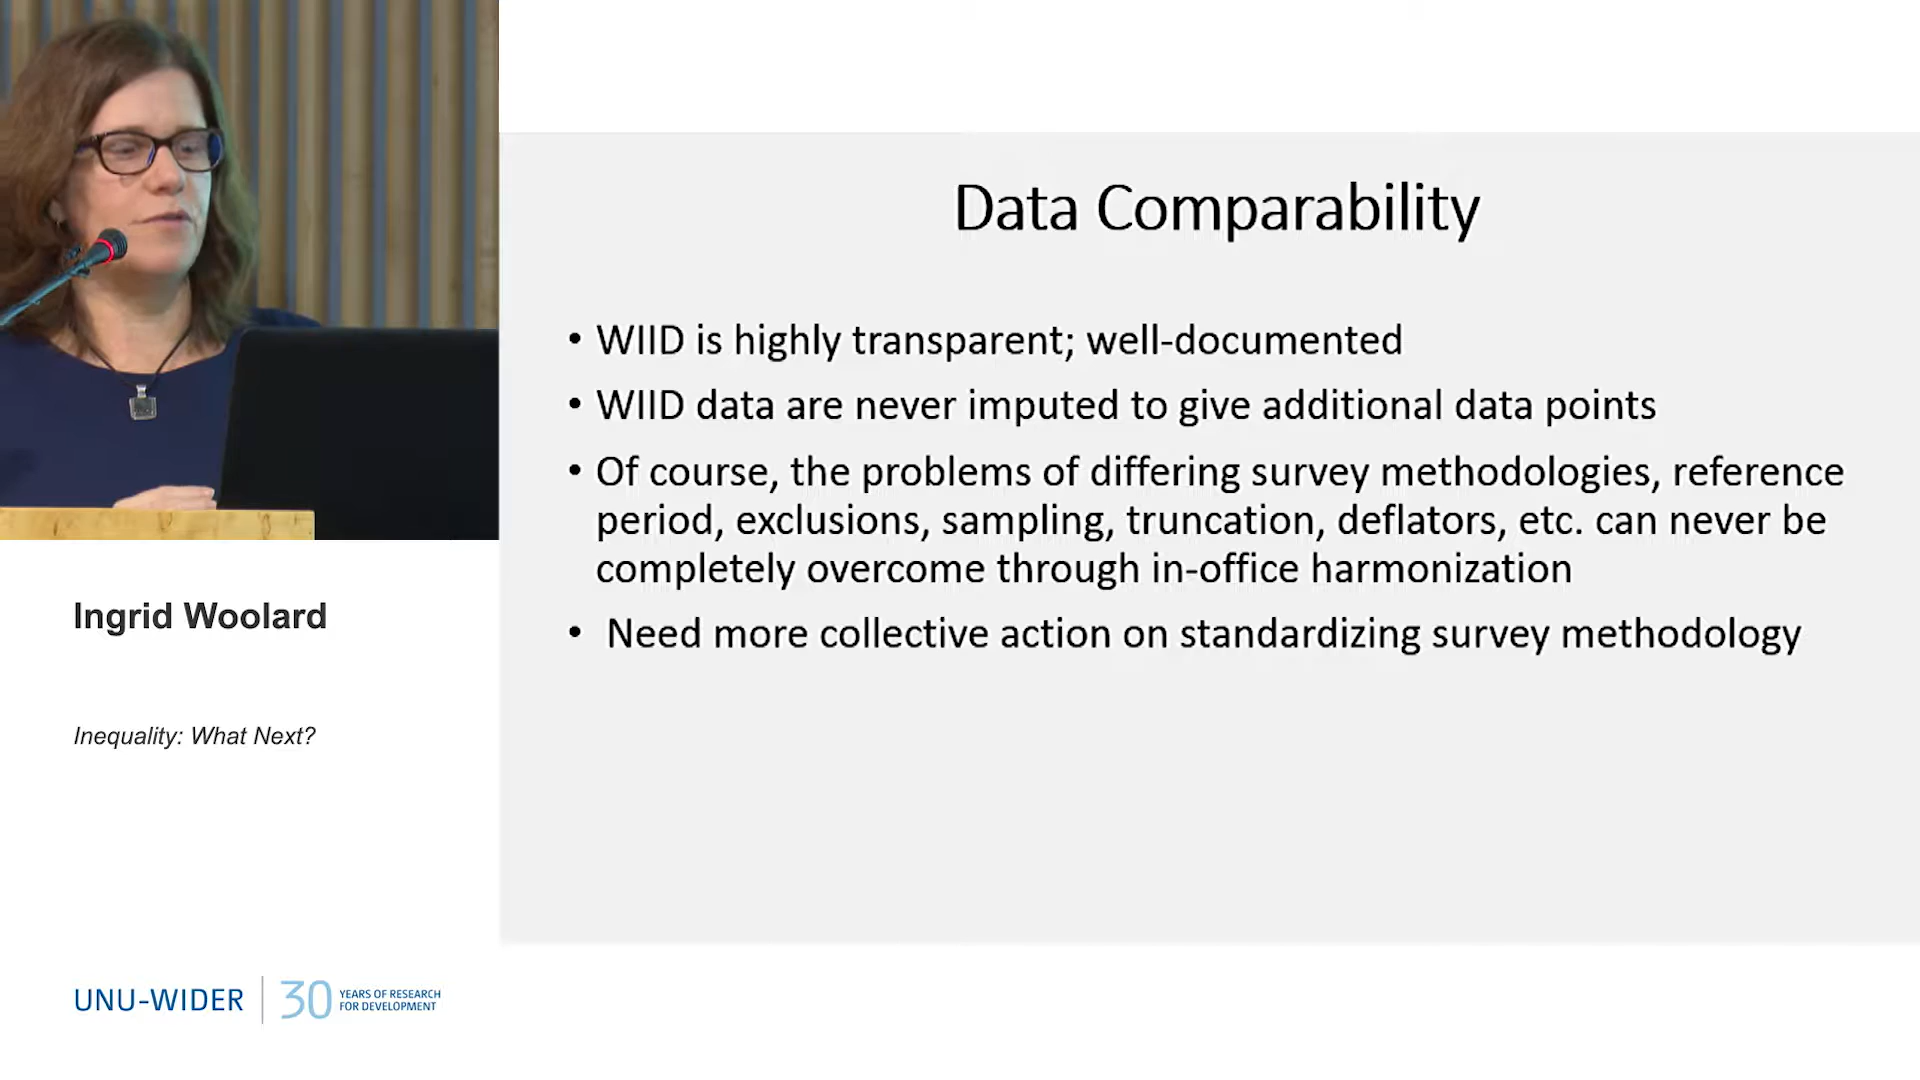 Data Comparability
• WIID is highly transparent; well-documented
• WIID data are never imputed to give additional data points
• Of course, the problems of differing survey methodologies, reference
period, exclusions, sampling, truncation, deflators, etc. can never be
completely overcome through in-office harmonization
• Need more collective action on standardizing survey methodology
Ingrid Woolard
Inequality: What Next?
UNU-WIDER
30
YEARS OF RESEARCH
FOR DEVELOPMENT